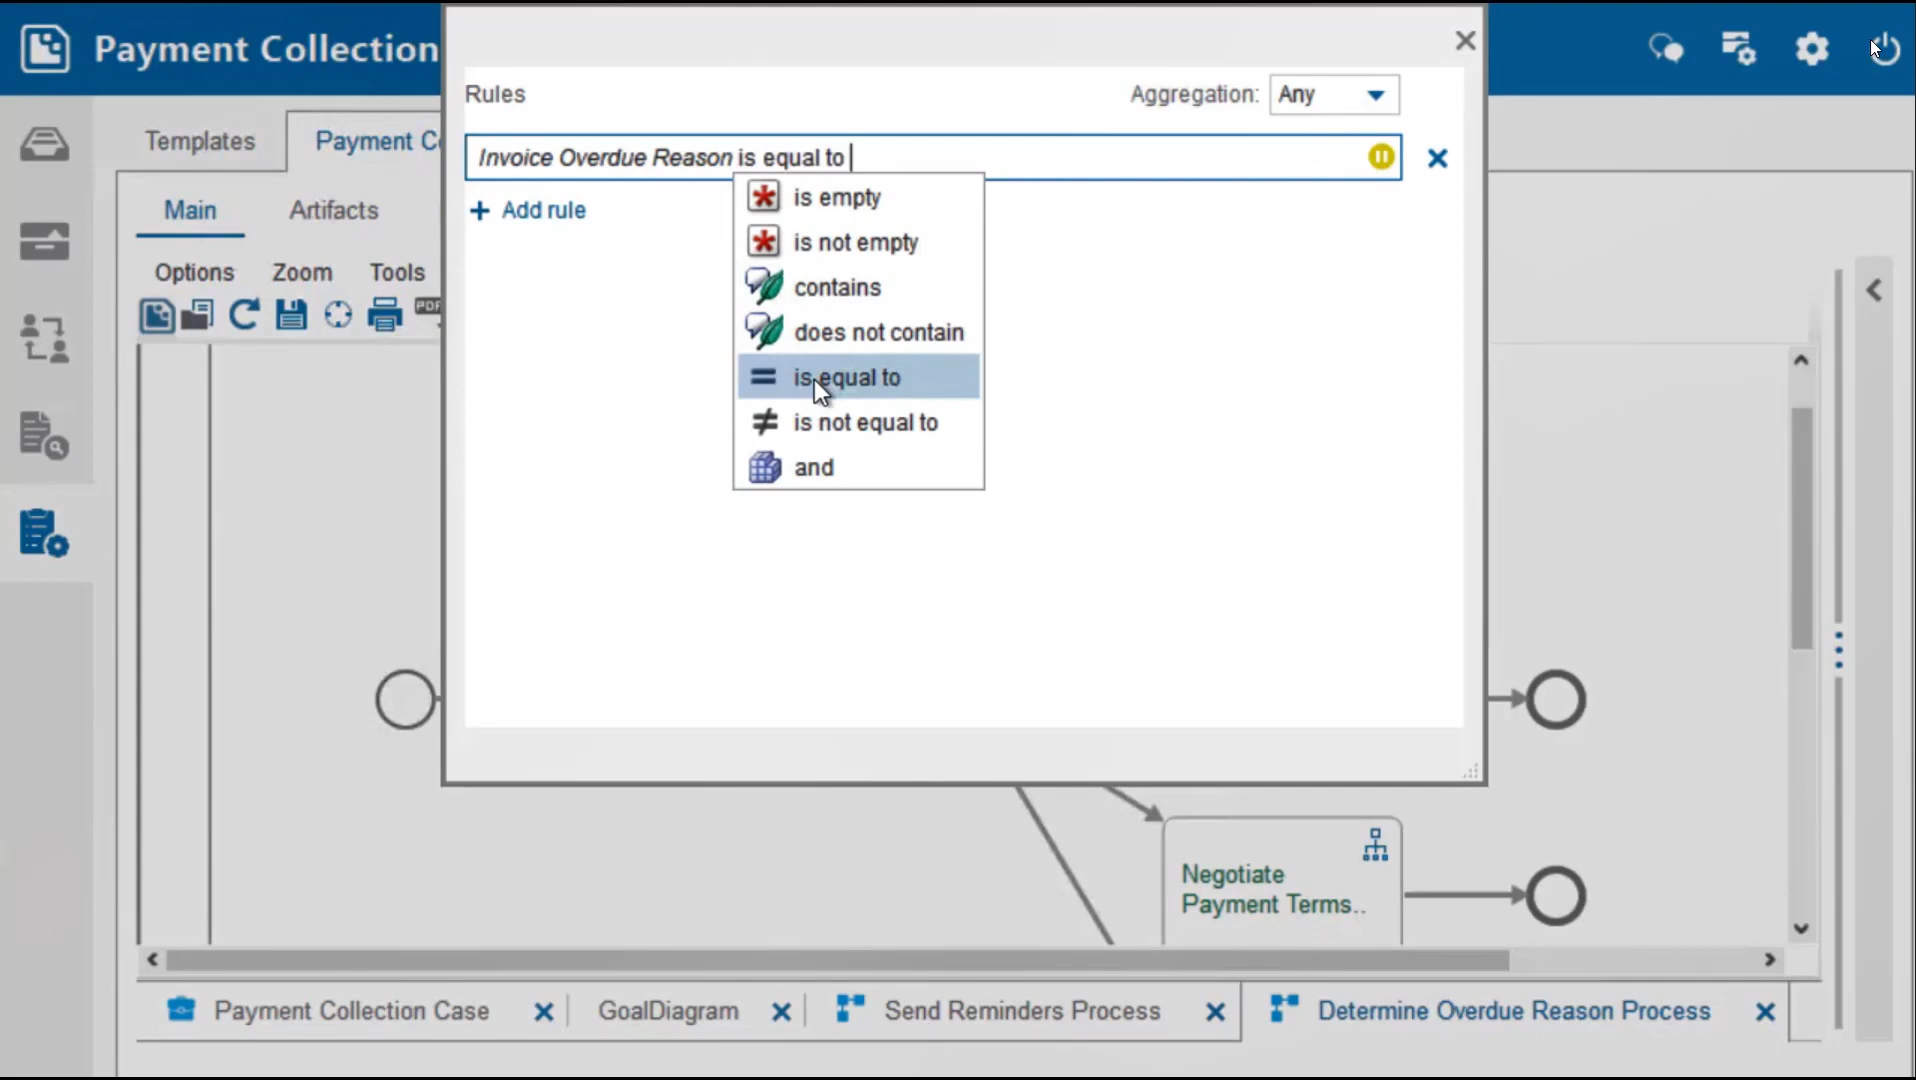 Payment Collection
Rules
Aggregation: Any
Templates
Payment C
Invoice Overdue Reason is equal to
is empty
+ Add rule
Main
Artifacts
is not empty
Options
Zoom
Tools
contains
PDF
does not contain
is equal to
is not equal to
and
Negotiate
Payment Terms..
Payment Collection Case
GoalDiagram
Send Reminders Process
Determine Overdue Reason Process